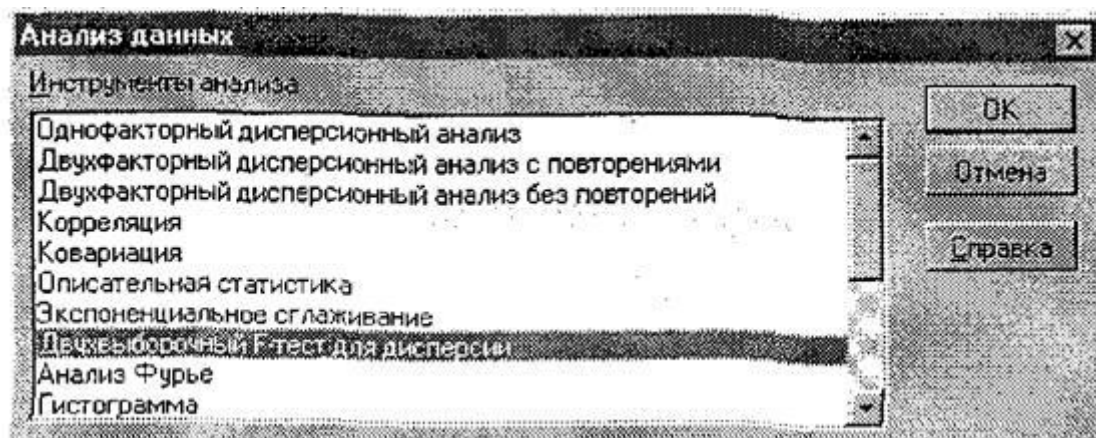 Анализ данных
Инструменты анализа
Однофакторный дисперсионный анализ
Двухфакторный дисперсионный анализ с повторениями
Двухфакторный дисперсионный анализ без повторений
Корреляция
Ковариация
Описательная статистика
Экспоненциальное сглаживание
Двухвыборочный F-тест для дисперсии
Анализ Фурье
Гистограмма
OK
Отмена
Справка